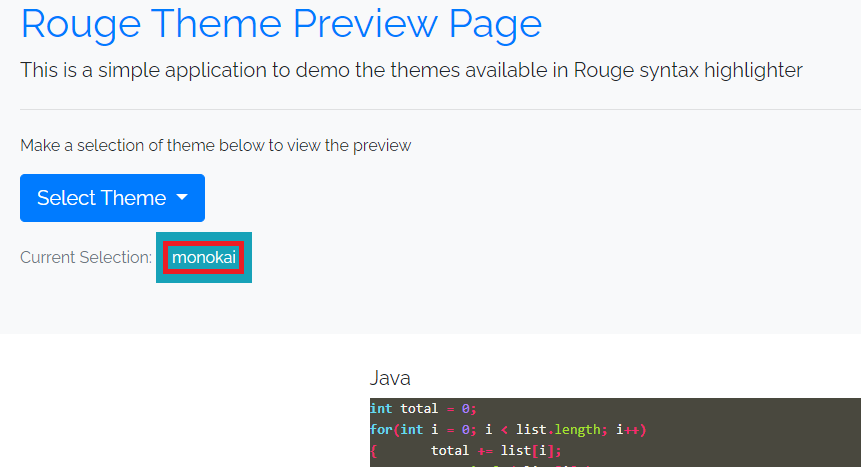 Rouge Theme Preview Page
This is a simple application to demo the themes available in Rouge syntax highlighter
Make a selection of theme below to view the preview
Select Theme
Current Selection: monokai
Java
int total = 0;
for(int i = 0; i < list.length; i++)
{ total += list[i];